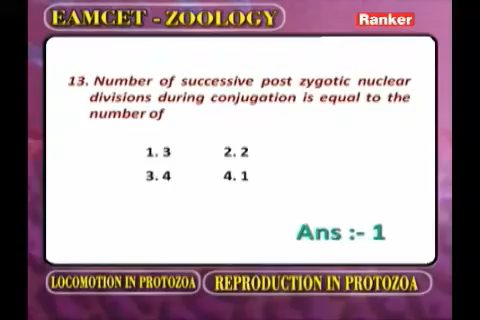 EAMCET - ZOOLOGY
Ranker
13. Number of successive post zygotic nuclear
divisions during conjugation is equal to the
number of
1. 3 2. 2
3. 4 4. 1
Ans :- 1
LOCOMOTION IN PROTOZOA
REPRODUCTION IN PROTOZOA